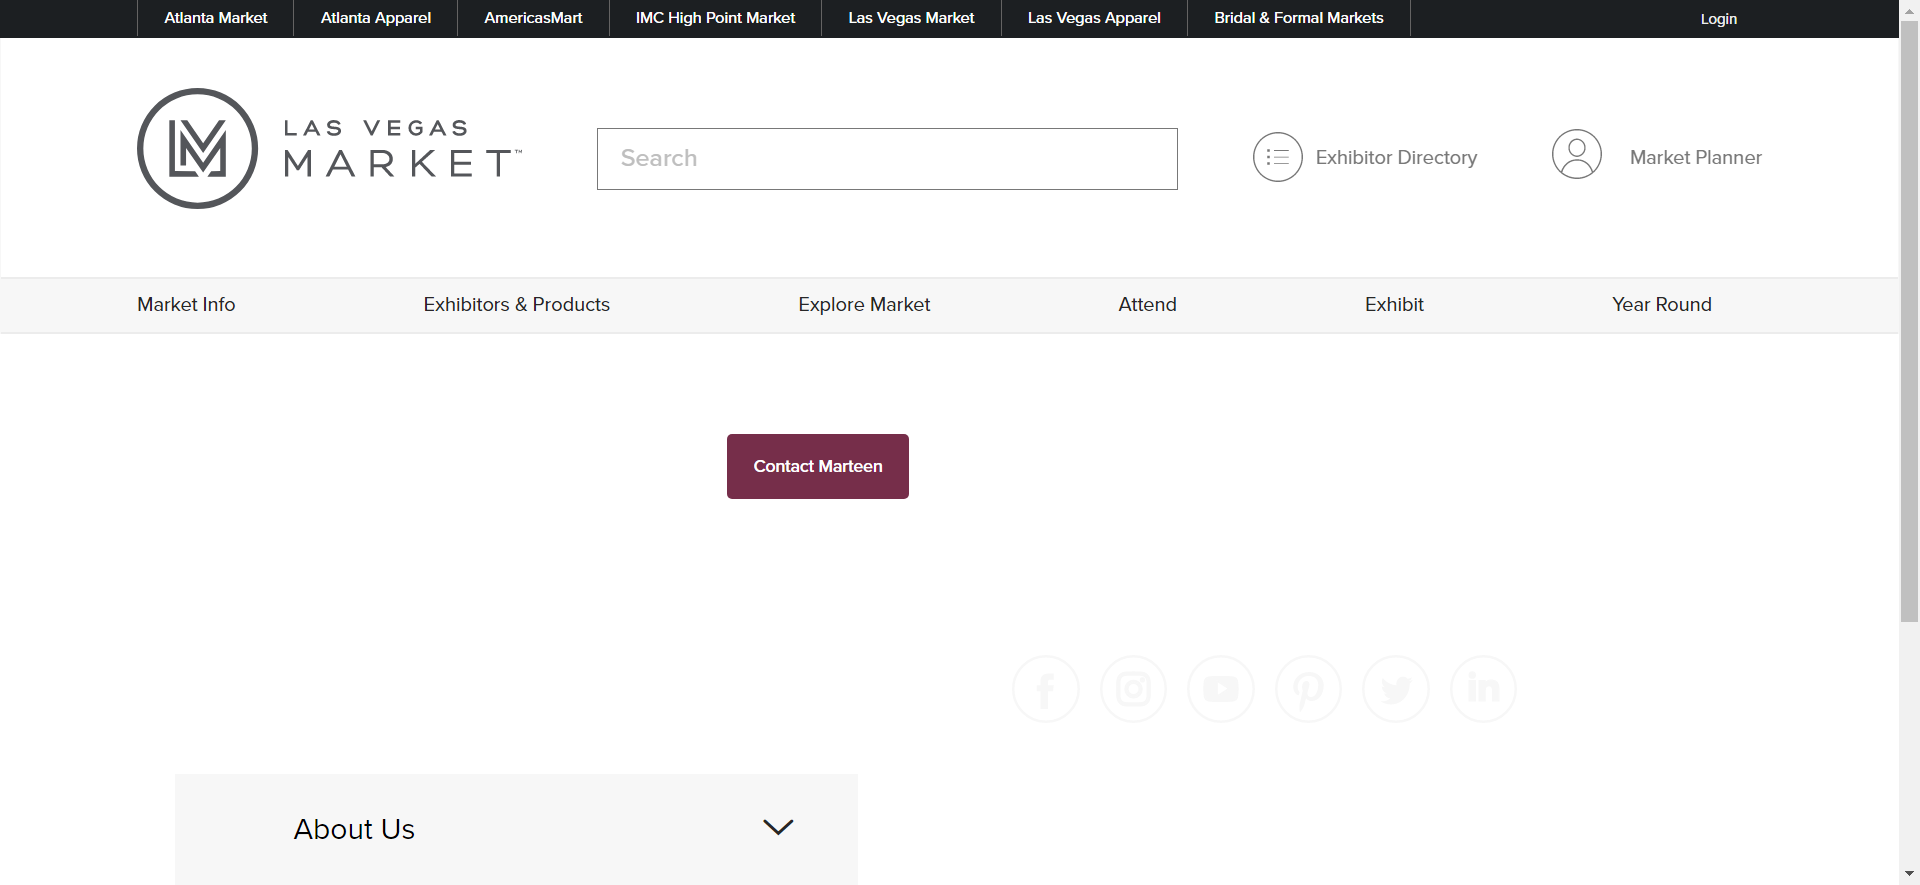 Atlanta Market
Atlanta Apparel
AmericasMart
IMC High Point Market
Las Vegas Market
Las Vegas Apparel
Bridal & Formal Markets
Login
LAS VEGAS
MARKET™
Search
Exhibitor Directory
Market Planner
Market Info
Exhibitors & Products
Explore Market
Attend
Exhibit
Year Round
Contact Marteen
About Us